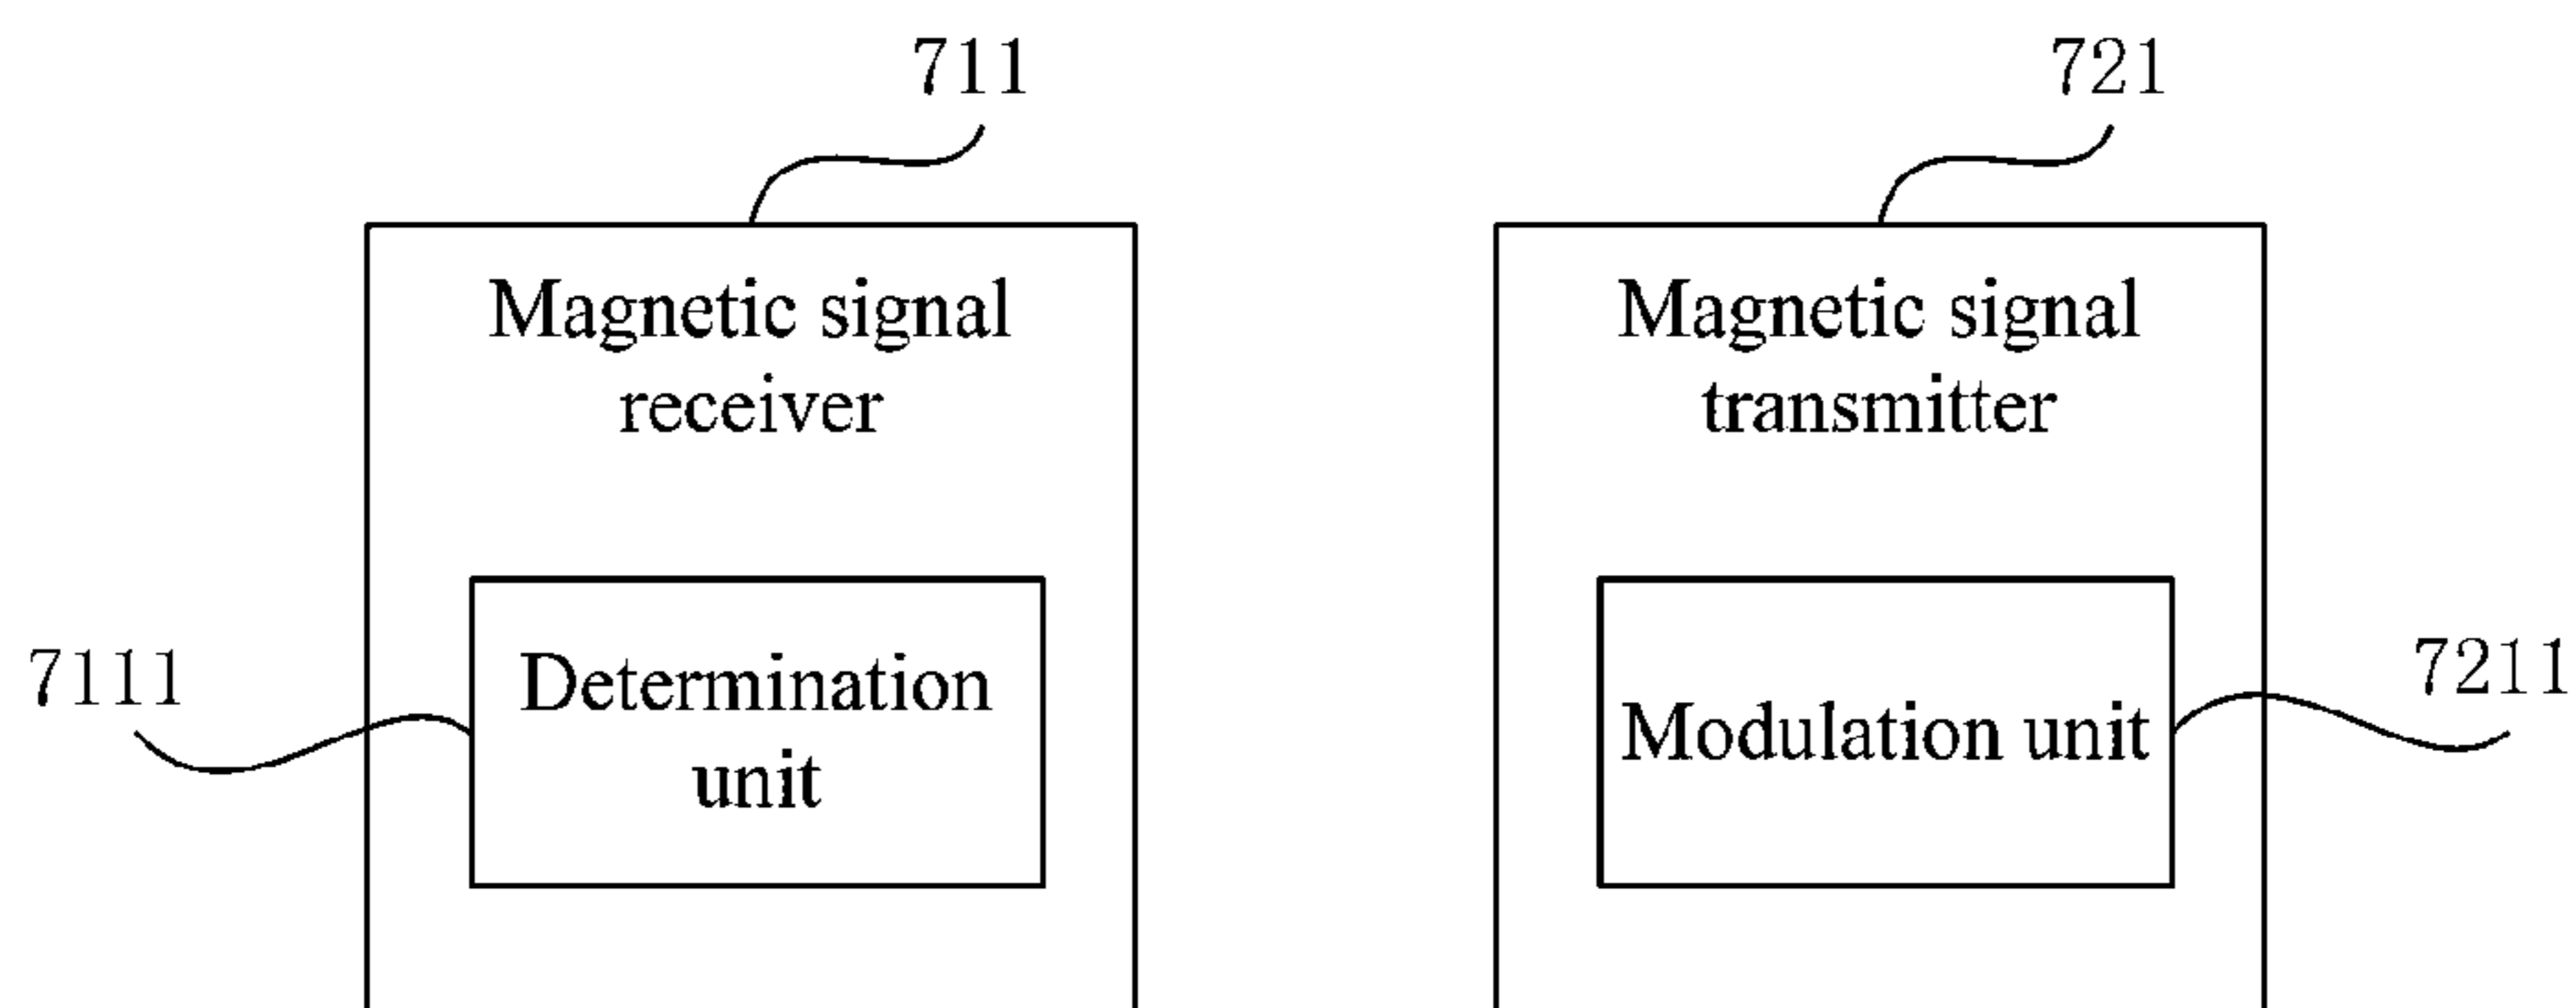 711
721
Magnetic signal
receiver
Magnetic signal
transmitter
7111
Determination
unit
Modulation unit
7211